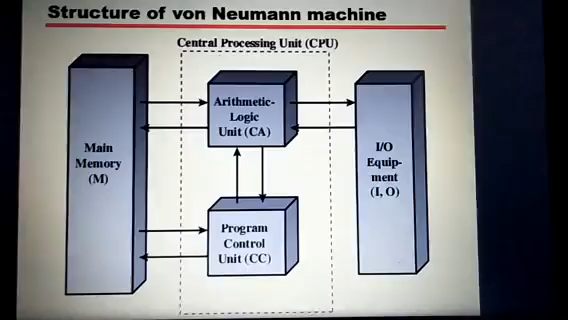 Structure of von Neumann machine
Central Processing Unit (CPU)
Arithmetic-
Logic
Unit (CA)
Main
Memory
(M)
I/O
Equip-
ment
(I, O)
Program
Control
Unit (CC)